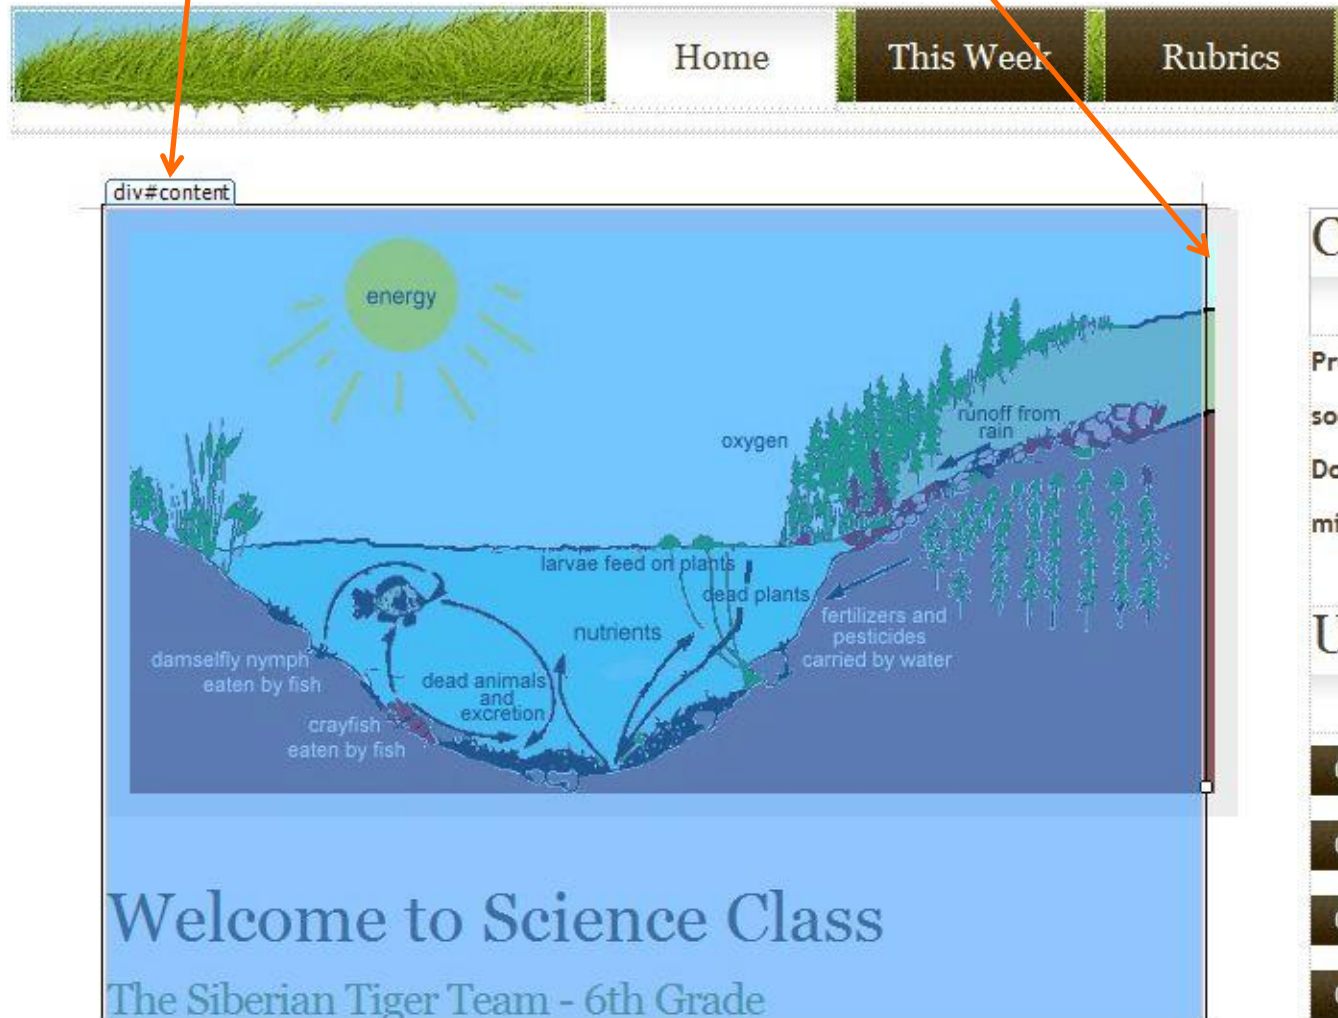 Home This Week Rubrics
div#content
energy
runoff from
rain
oxygen
larvae feed on plants
dead plants
fertilizers and
pesticides
carried by water
nutrients
damselfly nymph
eaten by fish
dead animals
and
excretion
crayfish
eaten by fish
Welcome to Science Class
The Siberian Tiger Team - 6th Grade